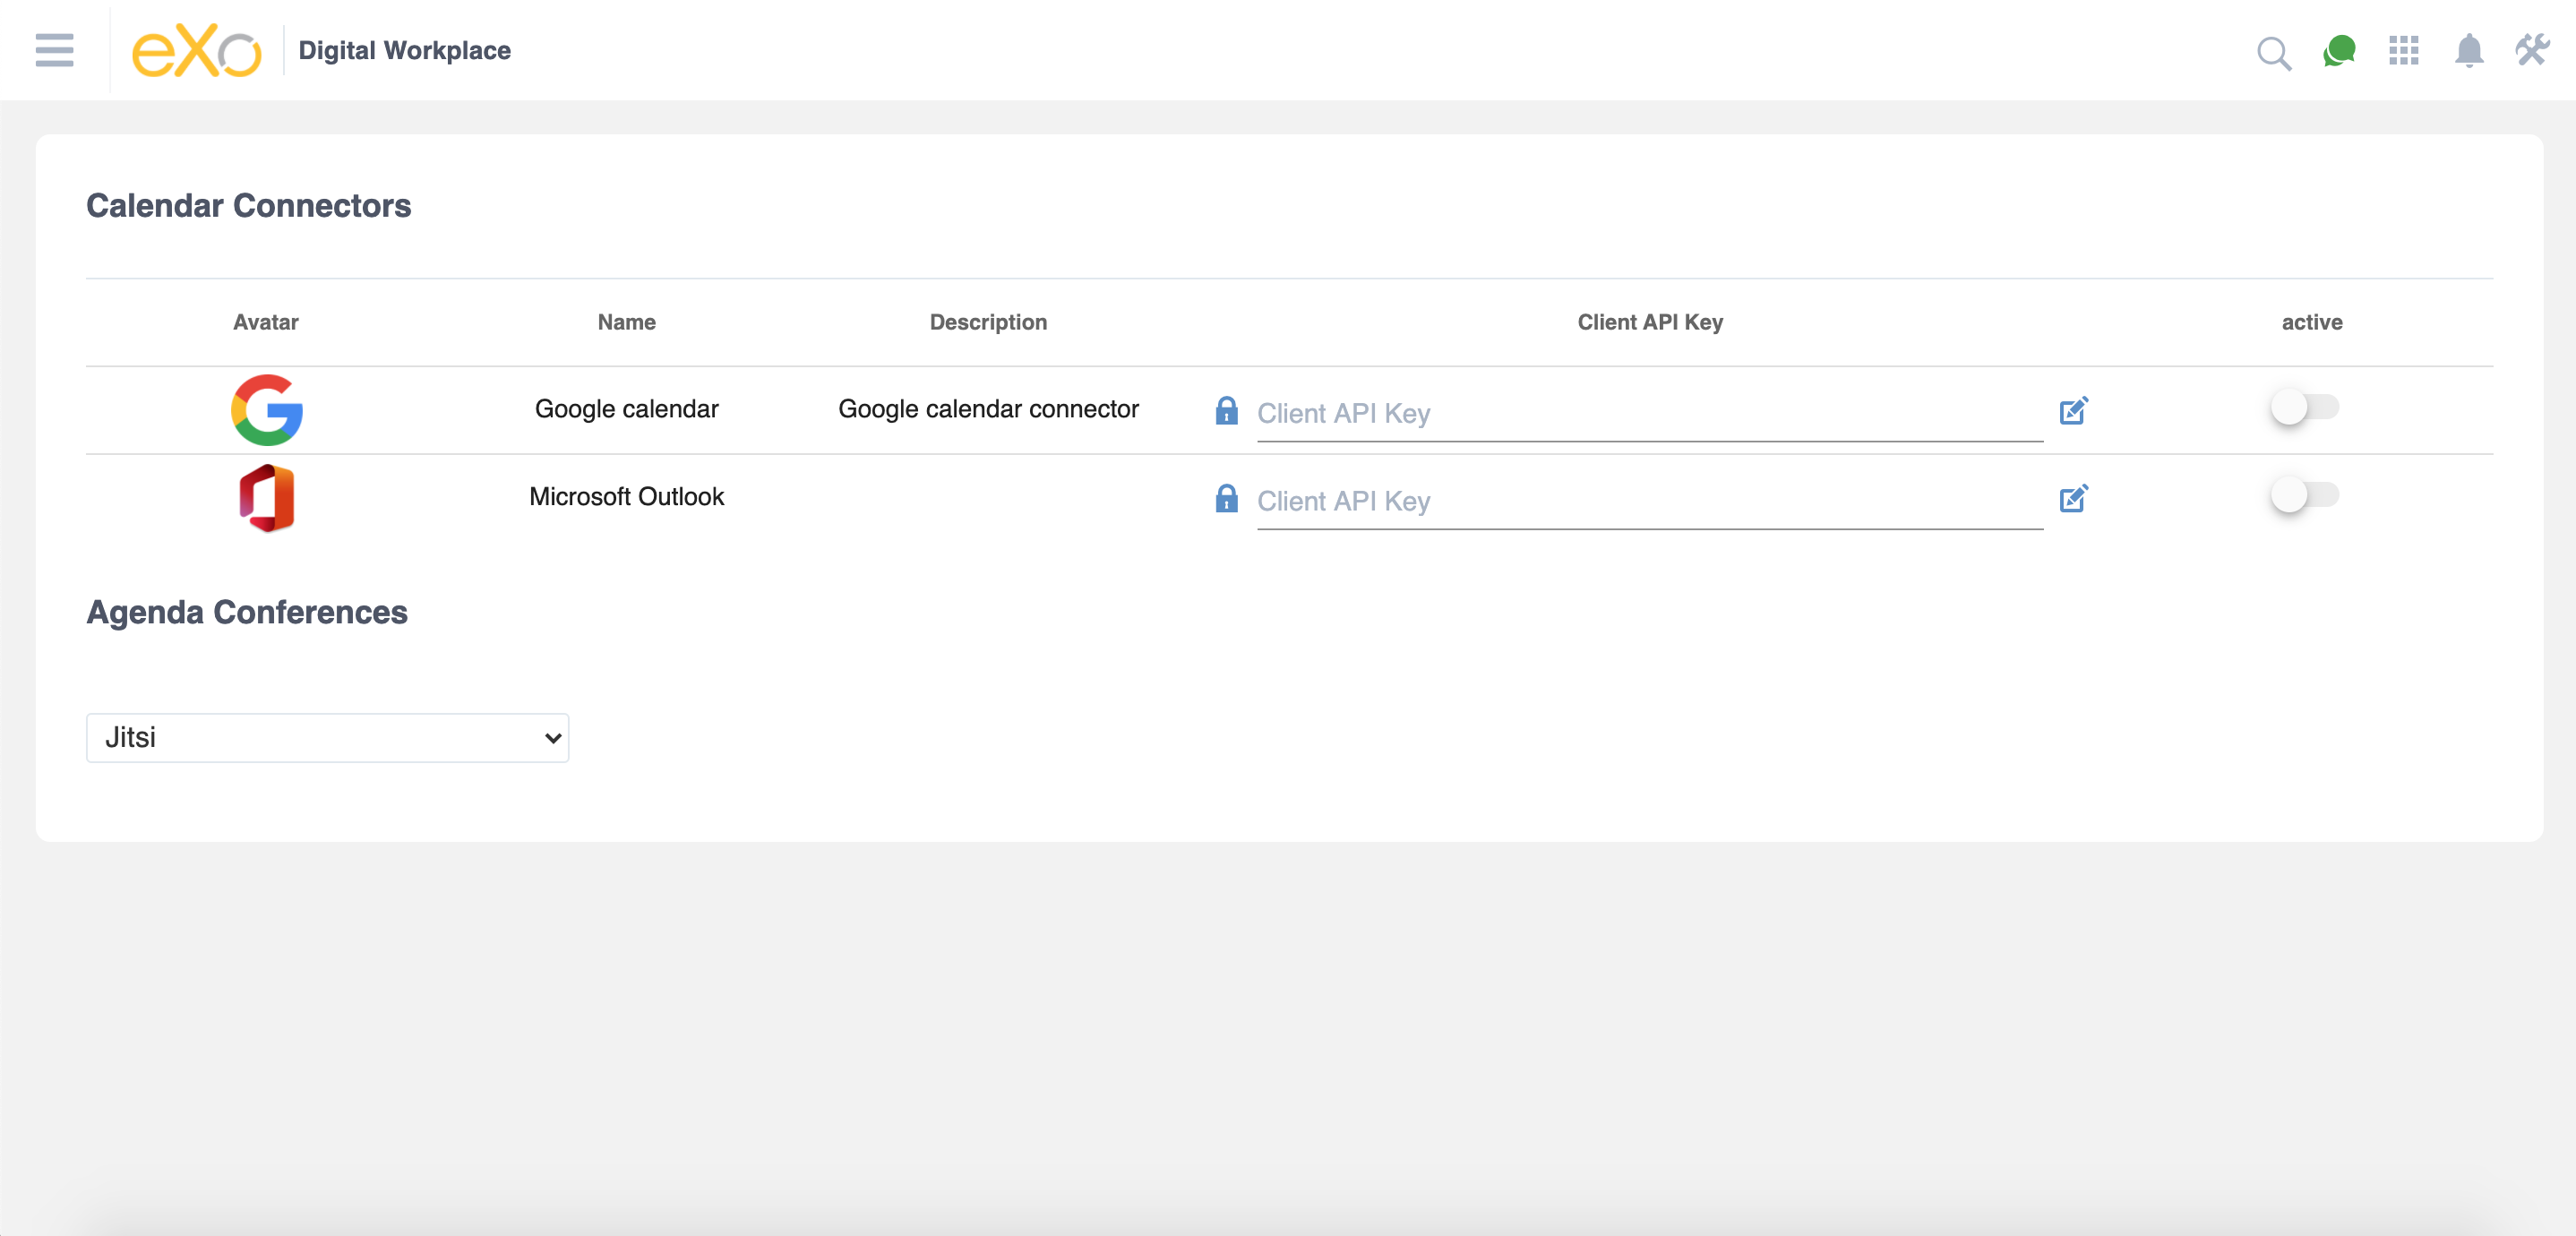 eXo Digital Workplace
Calendar Connectors
Avatar Name Description Client API Key active
Google calendar Google calendar connector Client API Key
Microsoft Outlook Client API Key
Agenda Conferences
Jitsi